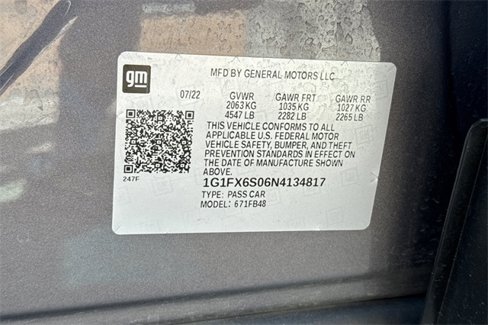 gm
MFD BY GENERAL MOTORS LLC
07/22 GVWR GAWR FRT GAWR RR
2063 KG 1035 KG 1027 KG
4547 LB 2282 LB 2265 LB
THIS VEHICLE CONFORMS TO ALL
APPLICABLE U.S. FEDERAL MOTOR
VEHICLE SAFETY, BUMPER, AND THEFT
PREVENTION STANDARDS IN EFFECT ON
THE DATE OF MANUFACTURE SHOWN
ABOVE.
247F
1G1FX6S06N4134817
TYPE: PASS CAR
MODEL: 671FB48